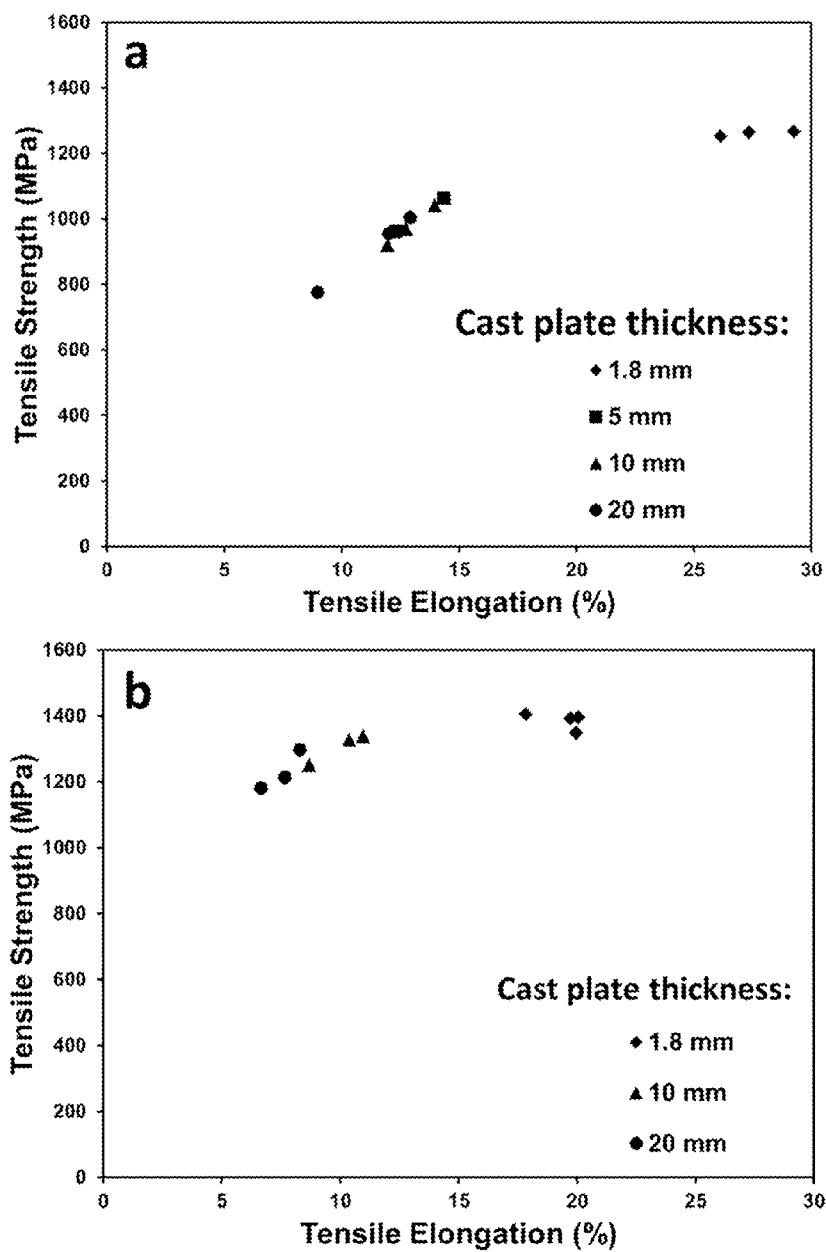 a
1600
1400
1200
1000
800
600
400
200
0
Tensile Strength (MPa)
Cast plate thickness:
1.8 mm
5 mm
10 mm
20 mm
0 5 10 15 20 25 30
Tensile Elongation (%)
b
1600
1400
1200
1000
800
600
400
200
0
Tensile Strength (MPa)
Cast plate thickness:
1.8 mm
10 mm
20 mm
0 5 10 15 20 25 30
Tensile Elongation (%)